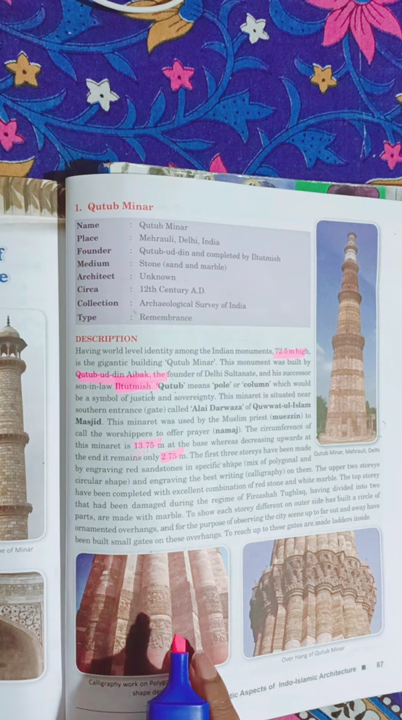 f
e
1. Qutub Minar
Name : Qutub Minar
Place : Mehrauli, Delhi, India
Founder : Qutub-ud-din and completed by Iltutmish
Medium : Stone (sand and marble)
Architect : Unknown
Circa : 12th Century A.D.
Collection : Archaeological Survey of India
Type : Remembrance
DESCRIPTION
Having world level identity among the Indian monuments, 72.5 m high,
is the gigantic building 'Qutub Minar'. This monument was built by
Qutub-ud-din Aibak, the founder of Delhi Sultanate, and his successor
son-in-law Iltutmish. 'Qutub' means 'pole' or 'column' which would
be a symbol of justice and sovereignty. This minaret is situated near
southern entrance (gate) called 'Alai Darwaza' of Quwwat-ul-Islam
Masjid. This minaret was used by the Muslim priest (muezzin) to
call the worshippers to offer prayer (namaj). The circumference of
this minaret is 13.75 m at the base whereas decreasing upwards at
the end it remains only 2.75 m. The first three storeys have been made
by engraving red sandstones in specific shape (mix of polygonal and
circular shape) and engraving the best writing (calligraphy) on them. The upper two storeys
have been completed with excellent combination of red stone and white marble. The top storey
that had been damaged during the regime of Firozshah Tughlaq, having divided into two
parts, are made with marble. To show each storey different on outer side has built a circle of
ornamented overhangs, and for the purpose of observing the city scene up to far out and away have
been built small gates on these overhangs. To reach up to these gates are made ladders inside.
Qutub Minar, Mehrauli, Delhi
e of Minar
Calligraphy work on Polyg
shape de
Over Hang of Qutub Minar
tic Aspects of Indo-Islamic Architecture ■ 67